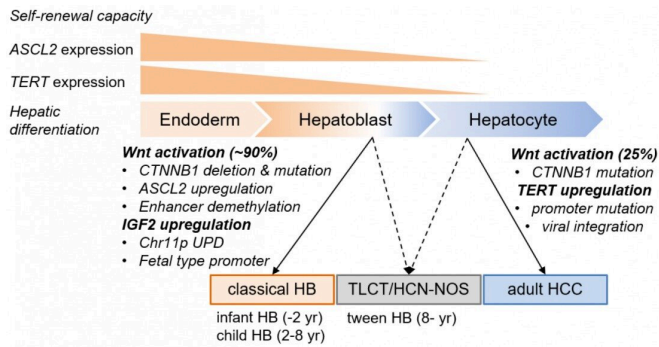 Self-renewal capacity
ASCL2 expression
TERT expression
Hepatic
differentiation
Endoderm
Hepatoblast
Hepatocyte
Wnt activation (~90%)
• CTNNB1 deletion & mutation
• ASCL2 upregulation
• Enhancer demethylation
IGF2 upregulation
• Chr11p UPD
• Fetal type promoter
Wnt activation (25%)
• CTNNB1 mutation
TERT upregulation
• promoter mutation
• viral integration
classical HB
TLCT/HCN-NOS
adult HCC
infant HB (-2 yr)
child HB (2-8 yr)
tween HB (8- yr)